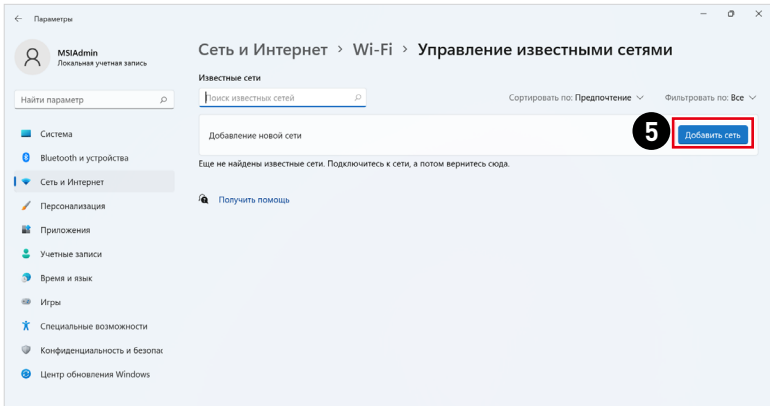 Параметры
MSIAdmin
Локальная учетная запись
Найти параметр
Система
Bluetooth и устройства
Сеть и Интернет
Персонализация
Приложения
Учетные записи
Время и язык
Игры
Специальные возможности
Конфиденциальность и безопас
Центр обновления Windows
Сеть и Интернет > Wi-Fi > Управление известными сетями
Известные сети
Поиск известных сетей
Сортировать по: Предпочтение
Фильтровать по: Все
Добавление новой сети
5
Добавить сеть
Еще не найдены известные сети. Подключитесь к сети, а потом вернитесь сюда.
Получить помощь